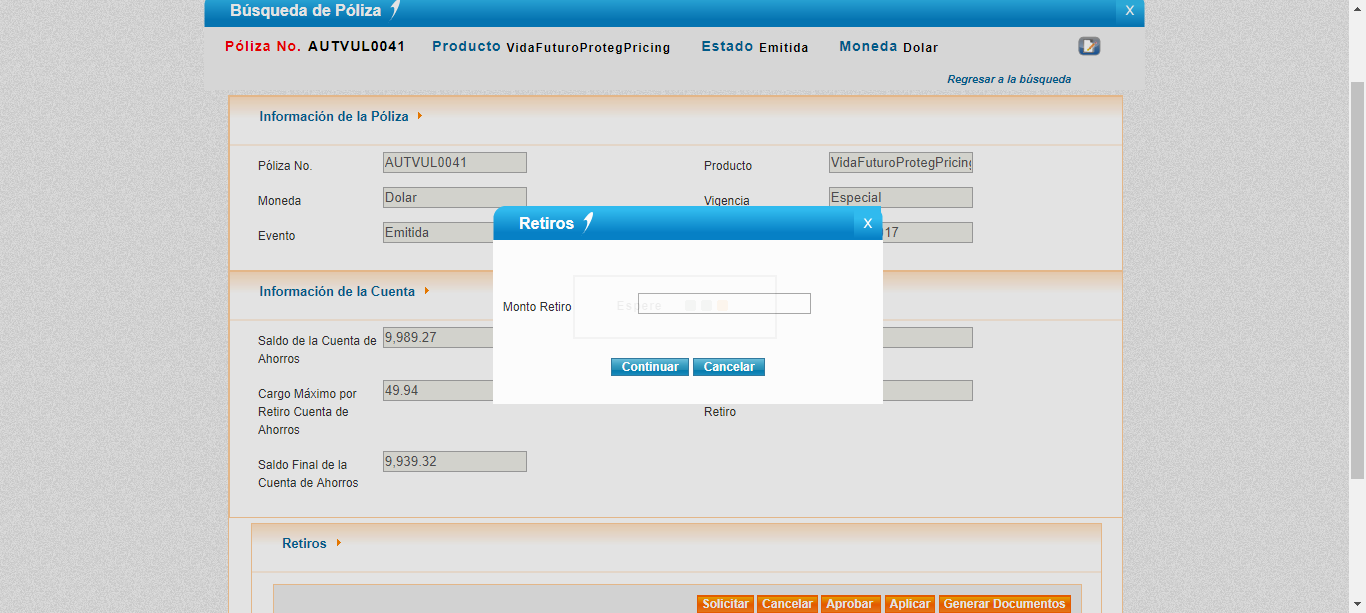 Búsqueda de Póliza X
Póliza No. AUTVUL0041 Producto VidaFuturoProtegPricing Estado Emitida Moneda Dolar
Regresar a la búsqueda
Información de la Póliza
Póliza No. AUTVUL0041 Producto VidaFuturoProtegPricing
Moneda Dolar Vigencia Especial
Evento Emitida 17
Retiros X
Monto Retiro Espere
Continuar Cancelar
Información de la Cuenta
Saldo de la Cuenta de Ahorros 9,989.27
Cargo Máximo por Retiro Cuenta de Ahorros 49.94
Retiro
Saldo Final de la Cuenta de Ahorros 9,939.32
Retiros
Solicitar Cancelar Aprobar Aplicar Generar Documentos